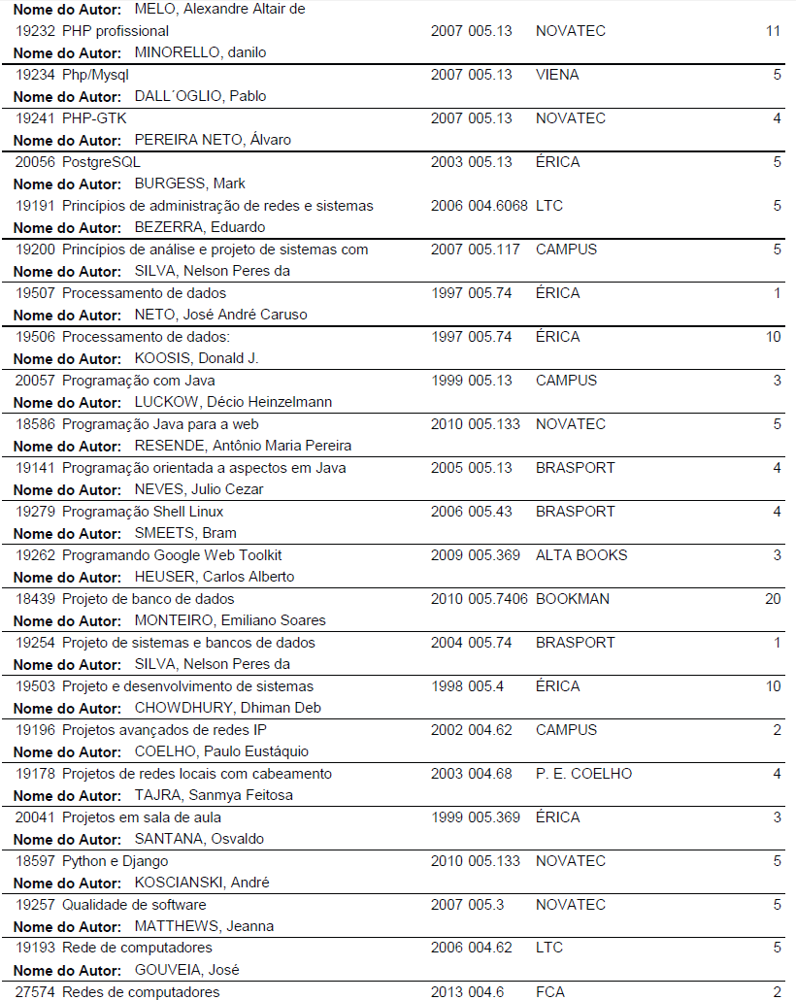 Nome do Autor: MELO, Alexandre Altair de
19232 PHP profissional 2007 005.13 NOVATEC 11
Nome do Autor: MINORELLO, danilo
19234 Php/Mysql 2007 005.13 VIENA 5
Nome do Autor: DALL´OGLIO, Pablo
19241 PHP-GTK 2007 005.13 NOVATEC 4
Nome do Autor: PEREIRA NETO, Álvaro
20056 PostgreSQL 2003 005.13 ÉRICA 5
Nome do Autor: BURGESS, Mark
19191 Princípios de administração de redes e sistemas 2006 004.6068 LTC 5
Nome do Autor: BEZERRA, Eduardo
19200 Princípios de análise e projeto de sistemas com 2007 005.117 CAMPUS 5
Nome do Autor: SILVA, Nelson Peres da
19507 Processamento de dados 1997 005.74 ÉRICA 1
Nome do Autor: NETO, José André Caruso
19506 Processamento de dados: 1997 005.74 ÉRICA 10
Nome do Autor: KOOSIS, Donald J.
20057 Programação com Java 1999 005.13 CAMPUS 3
Nome do Autor: LUCKOW, Décio Heinzelmann
18586 Programação Java para a web 2010 005.133 NOVATEC 5
Nome do Autor: RESENDE, Antônio Maria Pereira
19141 Programação orientada a aspectos em Java 2005 005.13 BRASPORT 4
Nome do Autor: NEVES, Julio Cezar
19279 Programação Shell Linux 2006 005.43 BRASPORT 4
Nome do Autor: SMEETS, Bram
19262 Programando Google Web Toolkit 2009 005.369 ALTA BOOKS 3
Nome do Autor: HEUSER, Carlos Alberto
18439 Projeto de banco de dados 2010 005.7406 BOOKMAN 20
Nome do Autor: MONTEIRO, Emiliano Soares
19254 Projeto de sistemas e bancos de dados 2004 005.74 BRASPORT 1
Nome do Autor: SILVA, Nelson Peres da
19503 Projeto e desenvolvimento de sistemas 1998 005.4 ÉRICA 10
Nome do Autor: CHOWDHURY, Dhiman Deb
19196 Projetos avançados de redes IP 2002 004.62 CAMPUS 2
Nome do Autor: COELHO, Paulo Eustáquio
19178 Projetos de redes locais com cabeamento 2003 004.68 P. E. COELHO 4
Nome do Autor: TAJRA, Sanmya Feitosa
20041 Projetos em sala de aula 1999 005.369 ÉRICA 3
Nome do Autor: SANTANA, Osvaldo
18597 Python e Django 2010 005.133 NOVATEC 5
Nome do Autor: KOSCIANSKI, André
19257 Qualidade de software 2007 005.3 NOVATEC 5
Nome do Autor: MATTHEWS, Jeanna
19193 Rede de computadores 2006 004.62 LTC 5
Nome do Autor: GOUVEIA, José
27574 Redes de computadores 2013 004.6 FCA 2